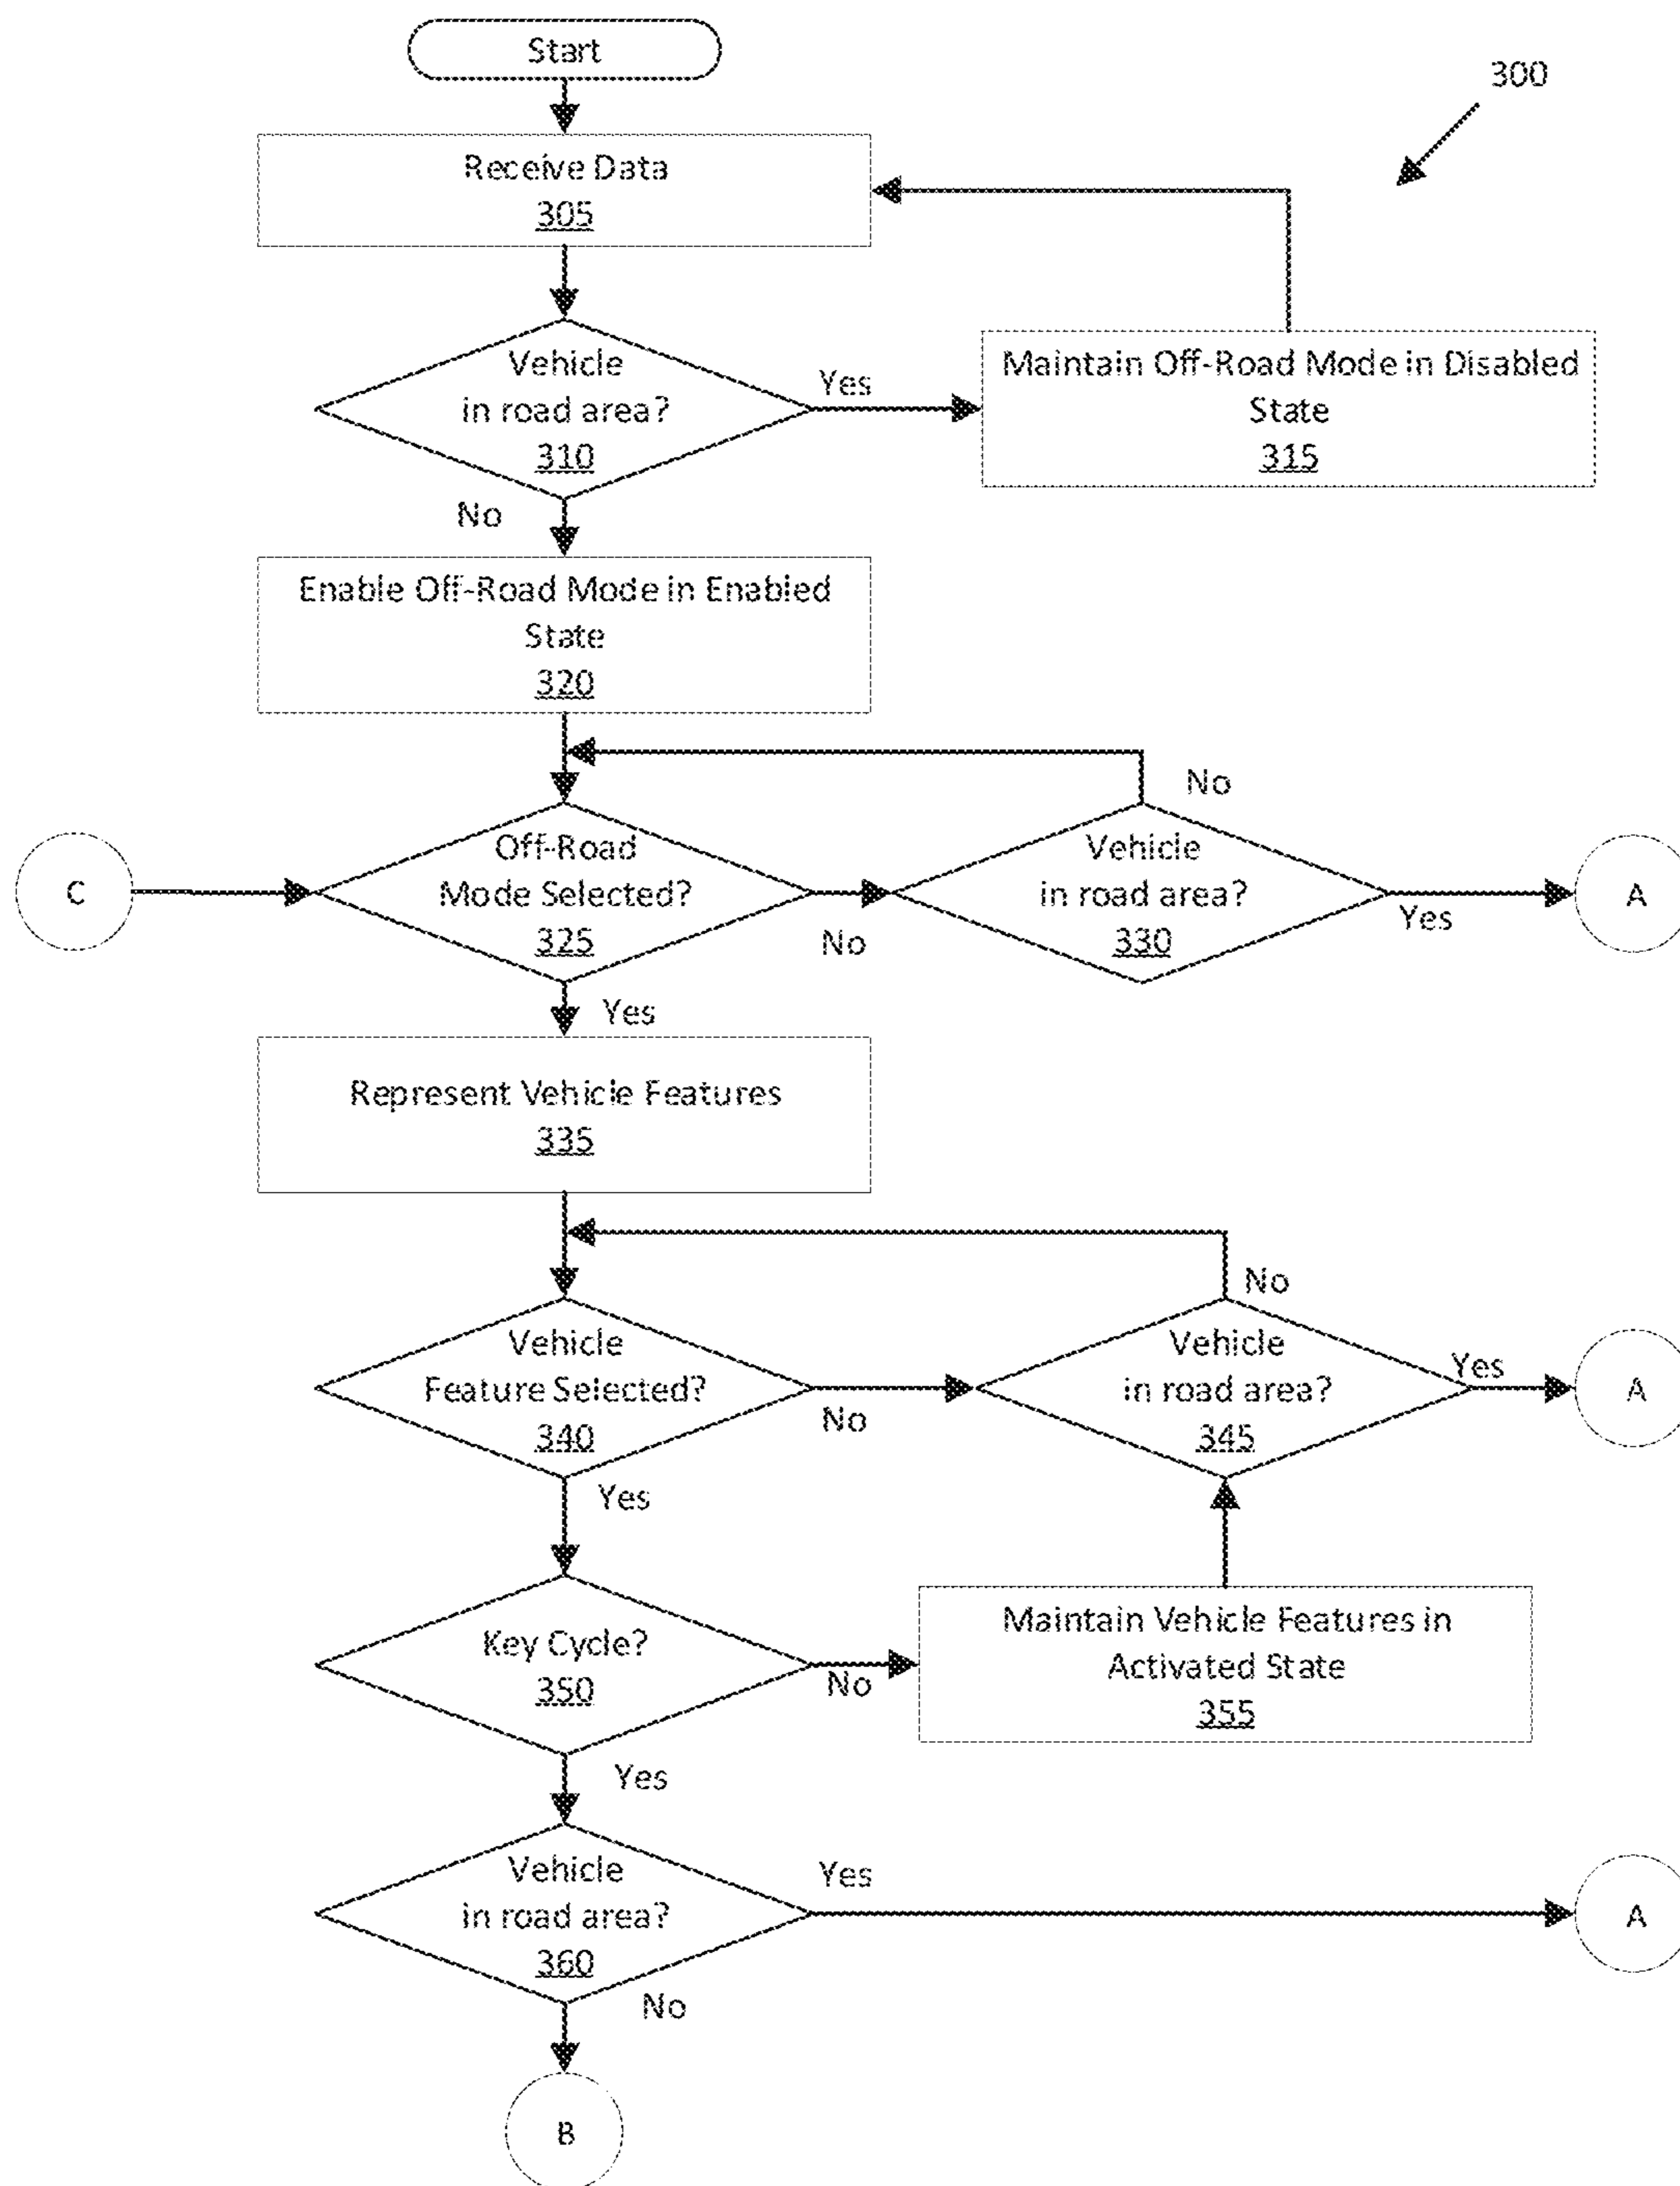 Start
300
Receive Data
305
Vehicle
in road area?
310
Yes
Maintain Off-Road Mode in Disabled
State
315
No
Enable Off-Road Mode in Enabled
State
320
C
Off-Road
Mode Selected?
325
No
Vehicle
in road area?
330
No
Yes
A
Yes
Represent Vehicle Features
335
Vehicle
Feature Selected?
340
No
Vehicle
in road area?
345
No
Yes
A
Yes
Key Cycle?
350
No
Maintain Vehicle Features in
Activated State
355
Yes
Vehicle
in road area?
360
Yes
A
No
B